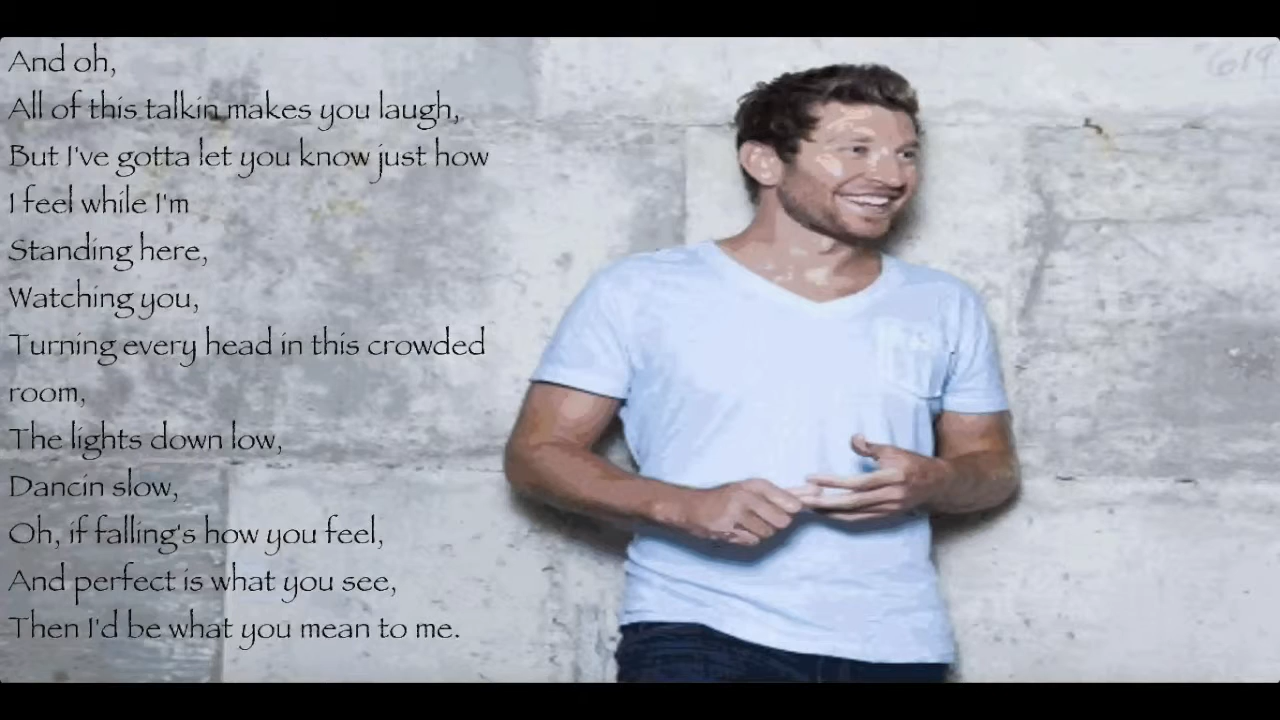 And oh,
All of this talkin makes you laugh,
But I've gotta let you know just how
I feel while I'm
Standing here,
Watching you,
Turning every head in this crowded
room,
The lights down low,
Dancin slow,
Oh, if falling's how you feel,
And perfect is what you see,
Then I'd be what you mean to me.